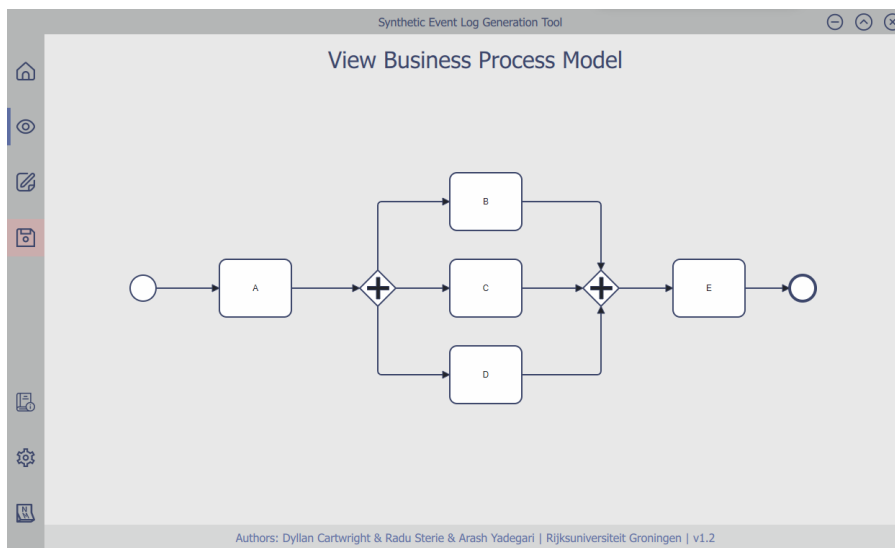 Synthetic Event Log Generation Tool
View Business Process Model
B
A
C
E
D
Authors: Dyllan Cartwright & Radu Sterie & Arash Yadegari | Rijksuniversiteit Groningen | v1.2